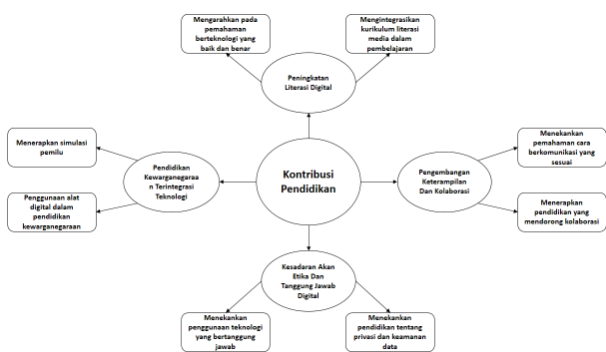 Mengarahkan pada
pemahaman
berteknologi yang
baik dan benar
Mengintegrasikan
kurikulum literasi
media dalam
pembelajaran
Peningkatan
Literasi Digital
Menerapkan simulasi
pemilu
Penggunaan alat
digital dalam
pendidikan
kewarganegaraan
Pendidikan
Kewarganegaraa
n Terintegrasi
Teknologi
Kontribusi
Pendidikan
Pengambangan
Keterampilan
Dan Kolaborasi
Menekankan
pemahaman cara
berkomunikasi yang
sesuai
Menerapkan
pendidikan yang
mendorong kolaborasi
Kesadaran Akan
Etika Dan
Tanggung Jawab
Digital
Menekankan
penggunaan teknologi
yang bertanggung
jawab
Menekankan
pendidikan tentang
privasi dan keamanan
data